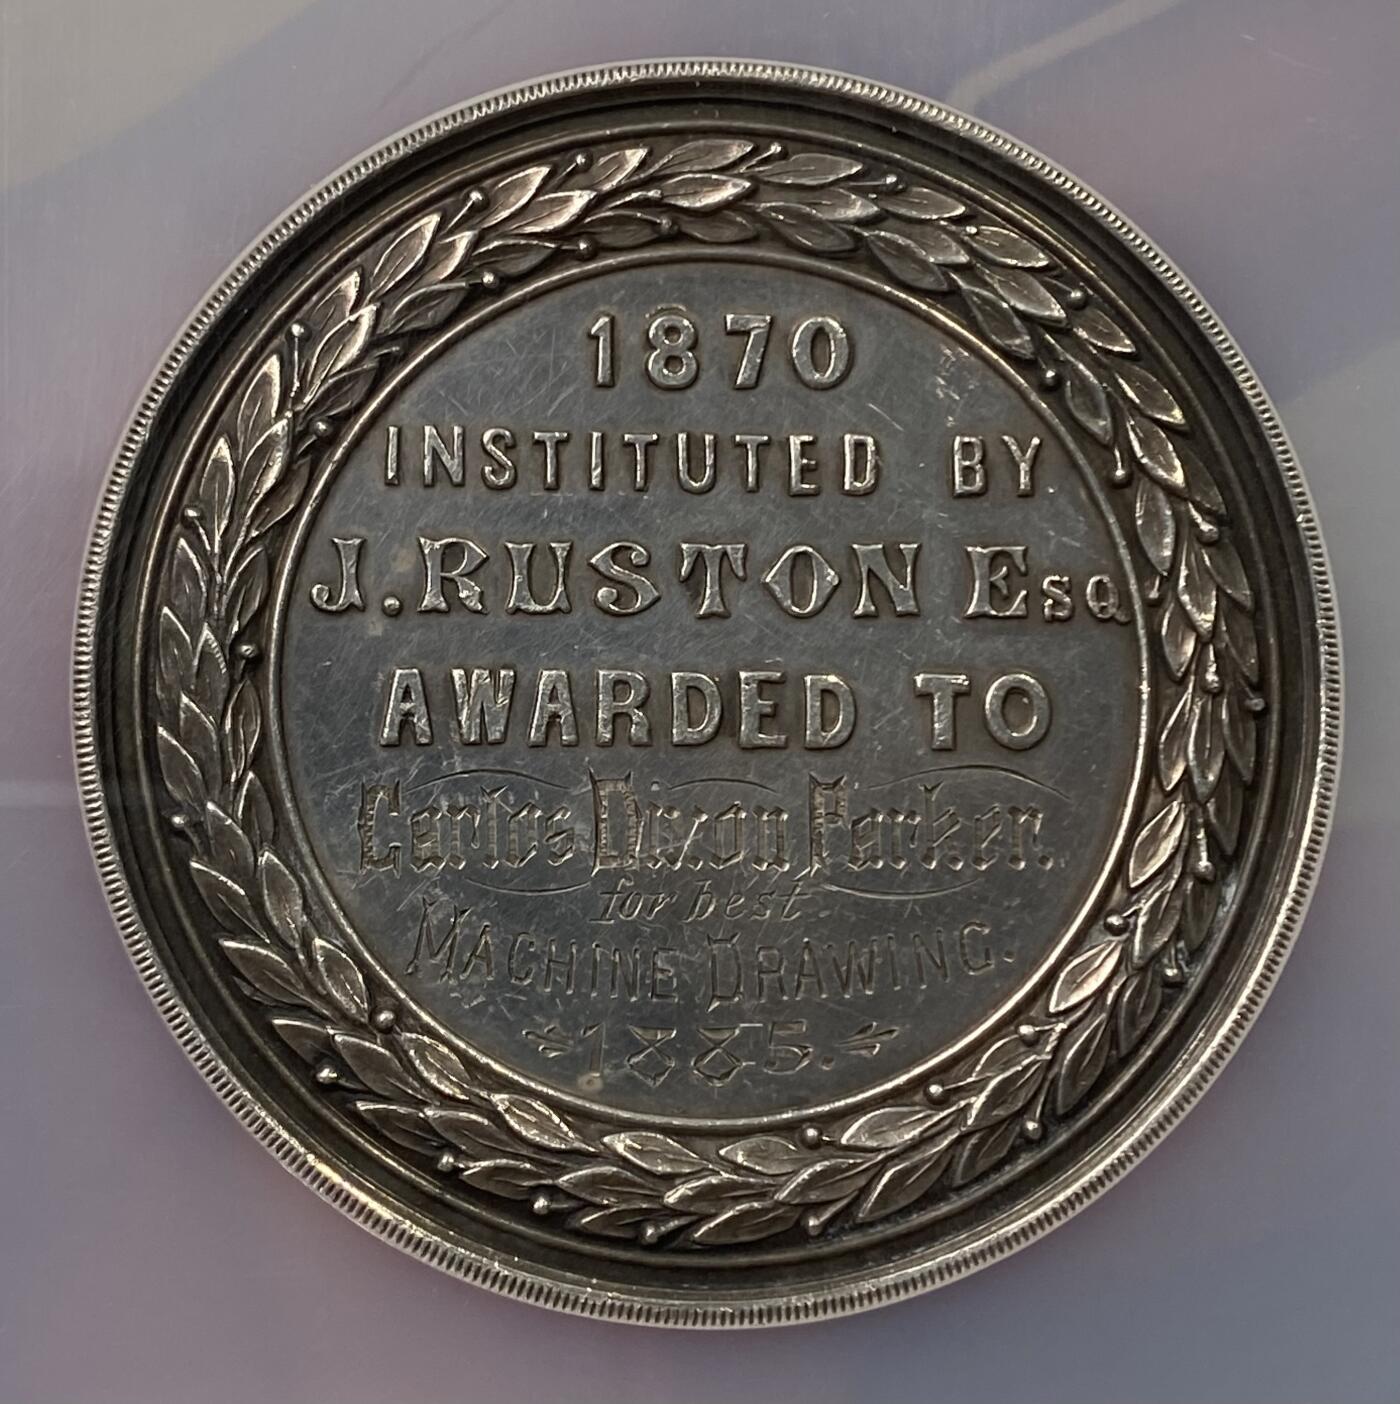 1870
INSTITUTED BY
J. RUSTON ESQ
AWARDED TO
Carlos Dixon Parker.
for best
MACHINE DRAWING.
1885.